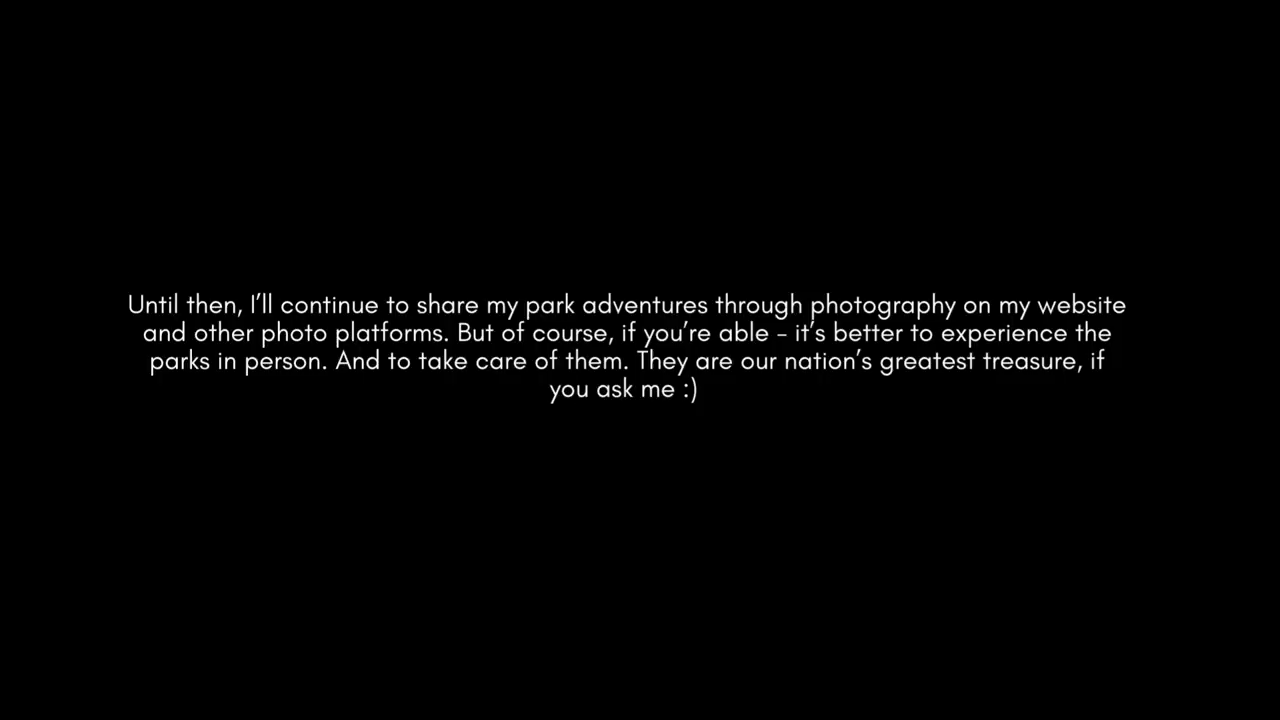 Until then, I’ll continue to share my park adventures through photography on my website
and other photo platforms. But of course, if you’re able – it’s better to experience the
parks in person. And to take care of them. They are our nation’s greatest treasure, if
you ask me :)